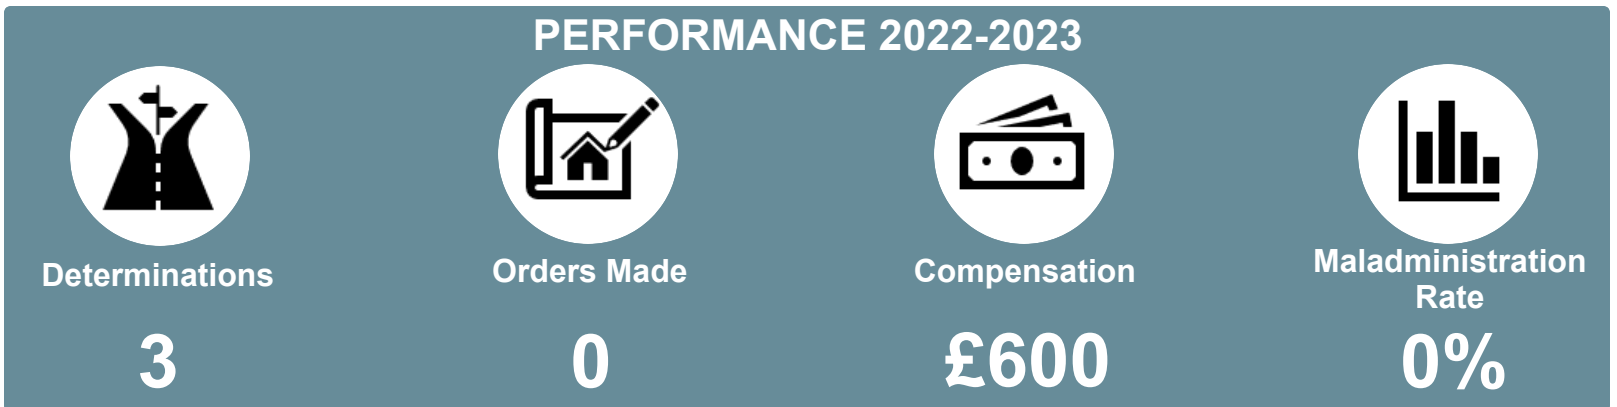 PERFORMANCE 2022-2023
Determinations
3
Orders Made
0
Compensation
£600
Maladministration
Rate
0%